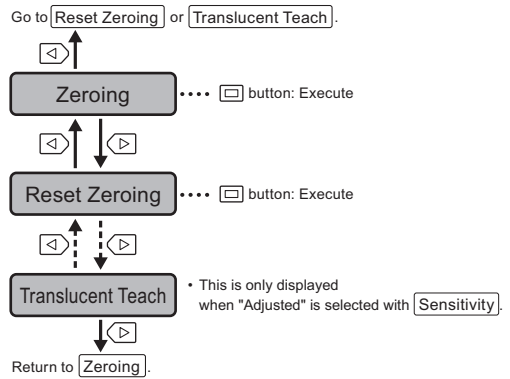 Go to Reset Zeroing or Translucent Teach.
Zeroing
button: Execute
Reset Zeroing
button: Execute
Translucent Teach
• This is only displayed
when "Adjusted" is selected with Sensitivity.
Return to Zeroing.